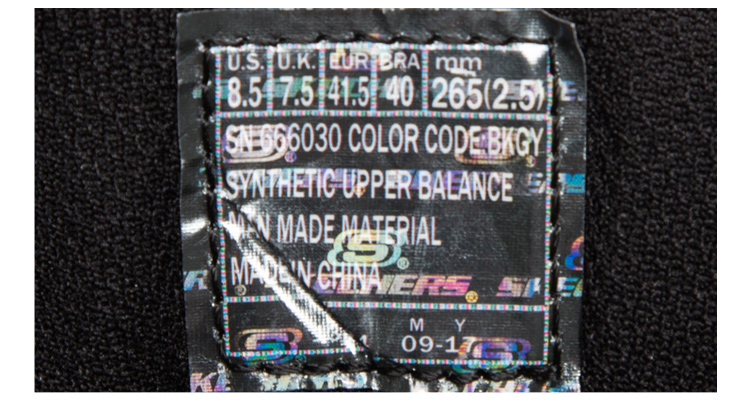 U.S. U.K. EUR BRA mm
8.5 7.5 41.5 40 265(2.5)
SN 666030 COLOR CODE BKGY
SYNTHETIC UPPER BALANCE
MAN MADE MATERIAL
MADE IN CHINA
M Y
09-17